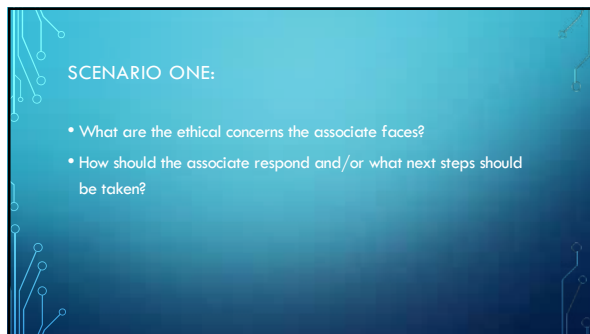 SCENARIO ONE:
• What are the ethical concerns the associate faces?
• How should the associate respond and/or what next steps should
be taken?